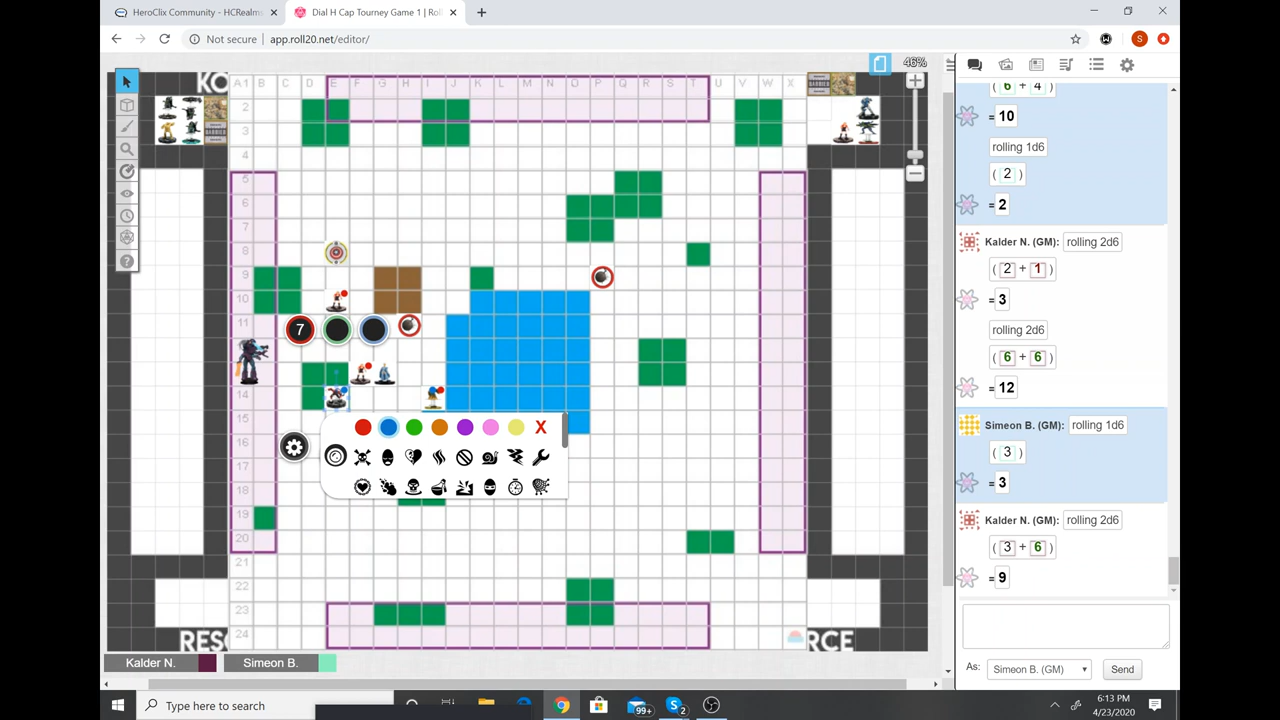 HeroClix Community - HCRealms
Dial H Cap Tourney Game 1 | Rol
Not secure
app.roll20.net/editor/
S
46%
KO
A1 B C D E F G H I J K L M N O P Q R S T U V W X
2
3
4
5
6
7
8
9
10
11
7
14
15
16
17
18
19
20
21
22
23
24
RES
RCE
X
( 6 + 4 )
= 10
rolling 1d6
( 2 )
= 2
Kalder N. (GM): rolling 2d6
( 2 + 1 )
= 3
rolling 2d6
( 6 + 6 )
= 12
Simeon B. (GM): rolling 1d6
( 3 )
= 3
Kalder N. (GM): rolling 2d6
( 3 + 6 )
= 9
Kalder N.
Simeon B.
As: Simeon B. (GM)
Send
Type here to search
99+
2
6:13 PM
4/23/2020